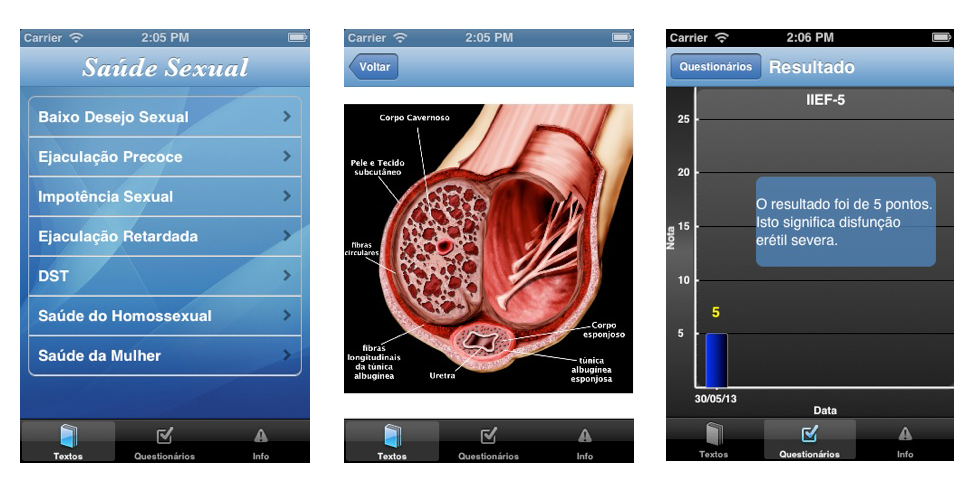 Carrier 2:05 PM
Saúde Sexual
Baixo Desejo Sexual
Ejaculação Precoce
Impotência Sexual
Ejaculação Retardada
DST
Saúde do Homossexual
Saúde da Mulher
Textos Questionários Info
Carrier 2:05 PM
Voltar
Corpo Cavernoso
Pele e Tecido
subcutâneo
fibras
circulares
Corpo
esponjoso
fibras
longitudinais
da túnica
albugínea
Uretra
túnica
albugínea
esponjosa
Textos Questionários Info
Carrier 2:06 PM
Questionários Resultado
IIEF-5
25
20
15
10
5
Nota
O resultado foi de 5 pontos.
Isto significa disfunção
erétil severa.
5
30/05/13
Data
Textos Questionários Info